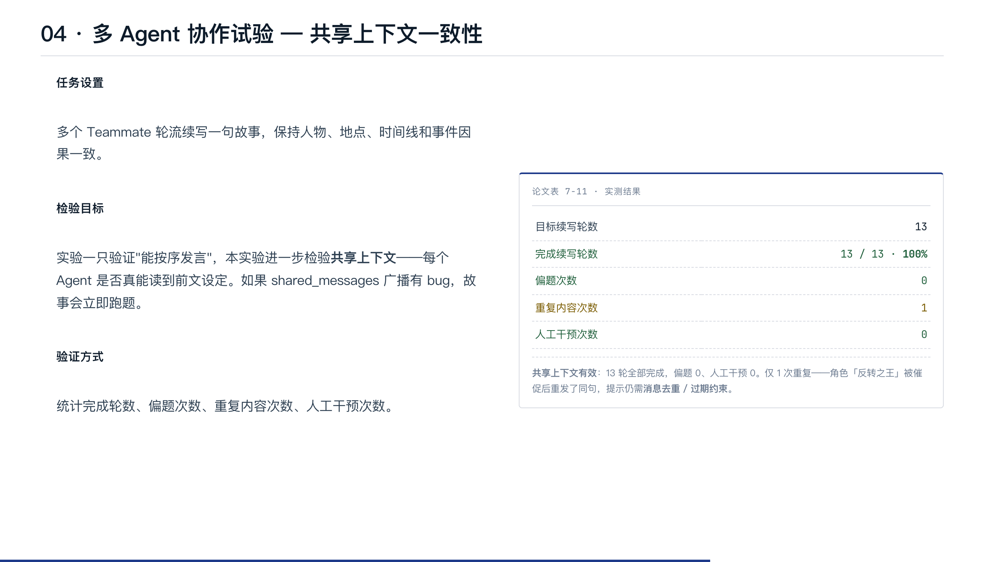 04 · 多 Agent 协作试验 — 共享上下文一致性
任务设置
多个 Teammate 轮流续写一句故事，保持人物、地点、时间线和事件因
果一致。
检验目标
实验一只验证"能按序发言"，本实验进一步检验共享上下文——每个
Agent 是否真能读到前文设定。如果 shared_messages 广播有 bug，故
事会立即跑题。
验证方式
统计完成轮数、偏题次数、重复内容次数、人工干预次数。
论文表 7-11 · 实测结果
目标续写轮数 13
完成续写轮数 13 / 13 · 100%
偏题次数 0
重复内容次数 1
人工干预次数 0
共享上下文有效：13 轮全部完成，偏题 0、人工干预 0。仅 1 次重复——角色「反转之王」被催
促后重发了同句，提示仍需消息去重 / 过期约束。